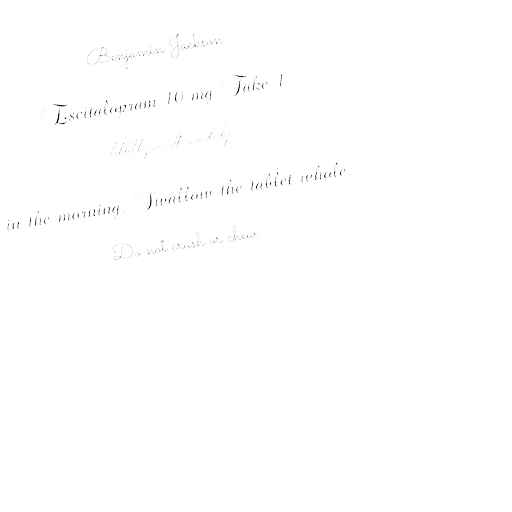 Benjamin Jackson
Escitalopram 10 mg Take 1
in the morning. Swallow the tablet whole.
Do not crush or chew